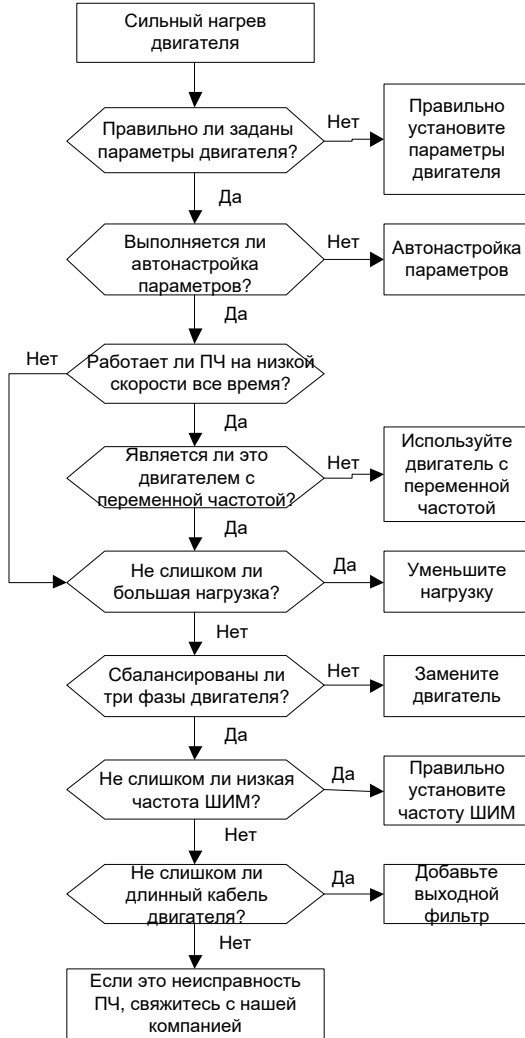 Сильный нагрев
двигателя
Правильно ли заданы
параметры двигателя?
Нет
Правильно
установите
параметры
двигателя
Да
Выполняется ли
автонастройка
параметров?
Нет
Автонастройка
параметров
Да
Нет
Работает ли ПЧ на низкой
скорости все время?
Да
Является ли это
двигателем с
переменной частотой?
Нет
Используйте
двигатель с
переменной
частотой
Да
Не слишком ли
большая нагрузка?
Да
Уменьшите
нагрузку
Нет
Сбалансированы ли
три фазы двигателя?
Нет
Замените
двигатель
Да
Не слишком ли низкая
частота ШИМ?
Да
Правильно
установите
частоту ШИМ
Нет
Не слишком ли
длинный кабель
двигателя?
Да
Добавьте
выходной
фильтр
Нет
Если это неисправность
ПЧ, свяжитесь с нашей
компанией